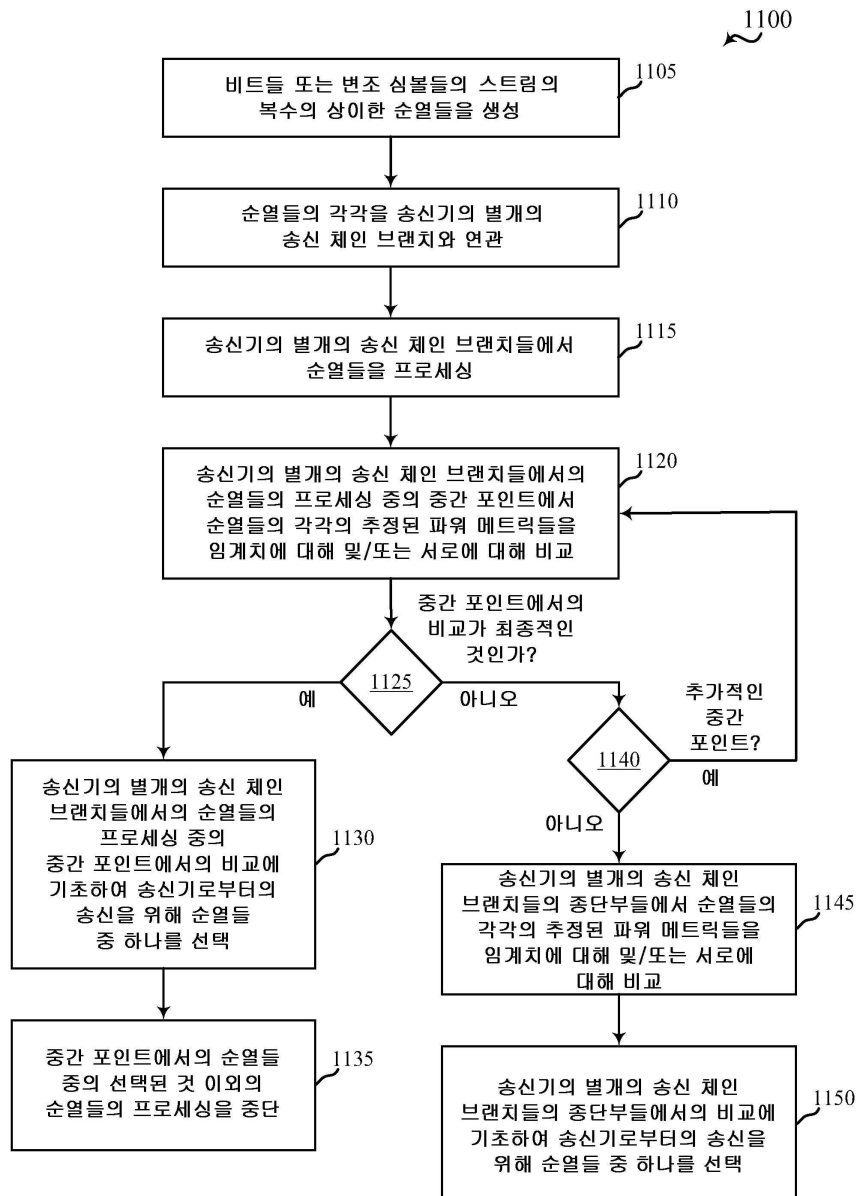 1100
비트들 또는 변조 심볼들의 스트림의
복수의 상이한 순열들을 생성
1105
순열들의 각각을 송신기의 별개의
송신 체인 브랜치와 연관
1110
송신기의 별개의 송신 체인 브랜치들에서
순열들을 프로세싱
1115
송신기의 별개의 송신 체인 브랜치들에서의
순열들의 프로세싱 중의 중간 포인트에서
순열들의 각각의 추정된 파워 메트릭들을
임계치에 대해 및/또는 서로에 대해 비교
1120
중간 포인트에서의
비교가 최종적인
것인가?
1125
예
아니오
추가적인
중간
포인트?
1140
예
아니오
송신기의 별개의 송신 체인
브랜치들에서의 순열들의
프로세싱 중의
중간 포인트에서의 비교에
기초하여 송신기로부터의
송신을 위해 순열들
중 하나를 선택
1130
송신기의 별개의 송신 체인
브랜치들의 종단부들에서 순열들의
각각의 추정된 파워 메트릭들을
임계치에 대해 및/또는 서로에
대해 비교
1145
중간 포인트에서의 순열들
중의 선택된 것 이외의
순열들의 프로세싱을 중단
1135
송신기의 별개의 송신 체인
브랜치들의 종단부들에서의 비교에
기초하여 송신기로부터의 송신을
위해 순열들 중 하나를 선택
1150